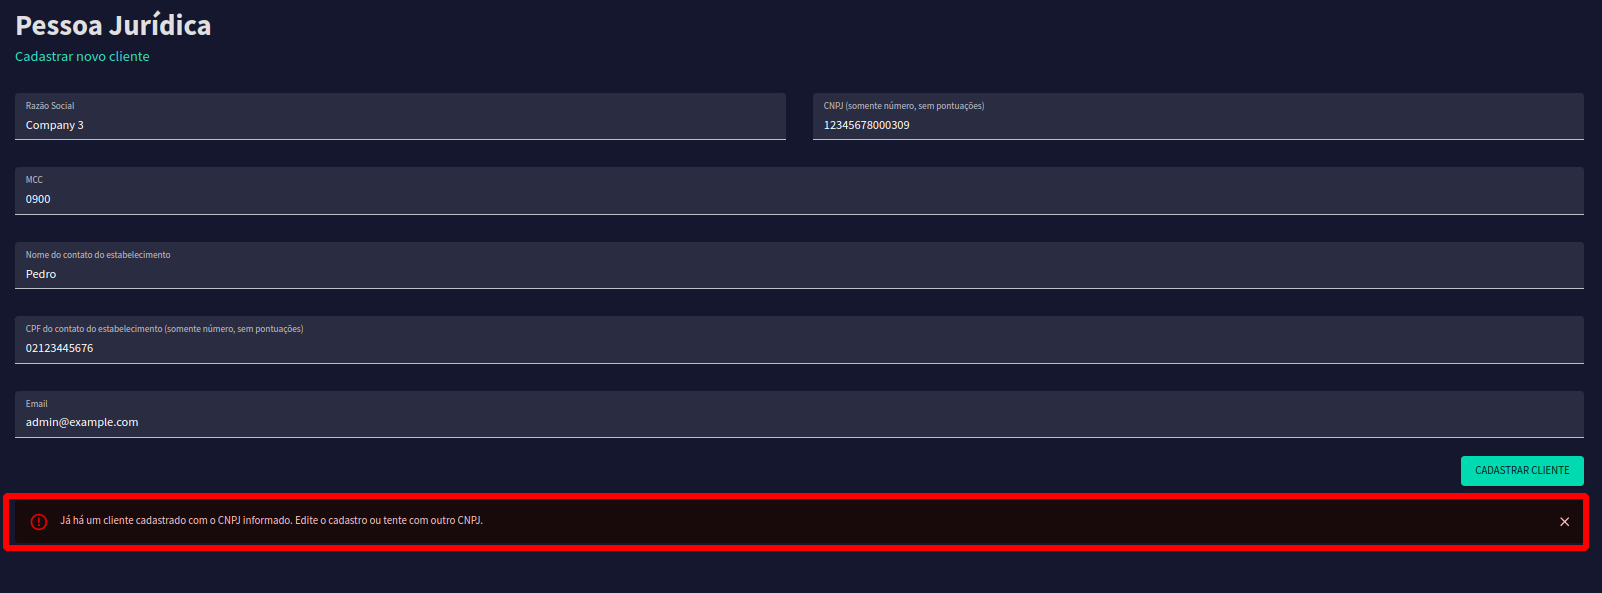 Pessoa Jurídica
Cadastrar novo cliente
Razão Social
Company 3
CNPJ (somente número, sem pontuações)
12345678000309
MCC
0900
Nome do contato do estabelecimento
Pedro
CPF do contato do estabelecimento (somente número, sem pontuações)
02123445676
Email
admin@example.com
CADASTRAR CLIENTE
Já há um cliente cadastrado com o CNPJ informado. Edite o cadastro ou tente com outro CNPJ.